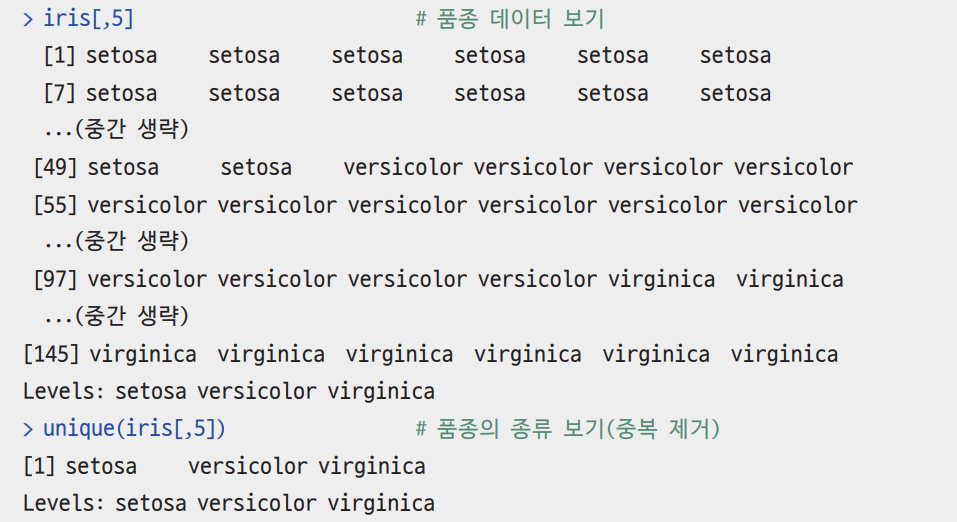 > iris[,5] # 품종 데이터 보기
[1] setosa setosa setosa setosa setosa setosa
[7] setosa setosa setosa setosa setosa setosa
...(중간 생략)
[49] setosa setosa versicolor versicolor versicolor versicolor
[55] versicolor versicolor versicolor versicolor versicolor versicolor
...(중간 생략)
[97] versicolor versicolor versicolor versicolor virginica virginica
...(중간 생략)
[145] virginica virginica virginica virginica virginica virginica
Levels: setosa versicolor virginica
> unique(iris[,5]) # 품종의 종류 보기(중복 제거)
[1] setosa versicolor virginica
Levels: setosa versicolor virginica